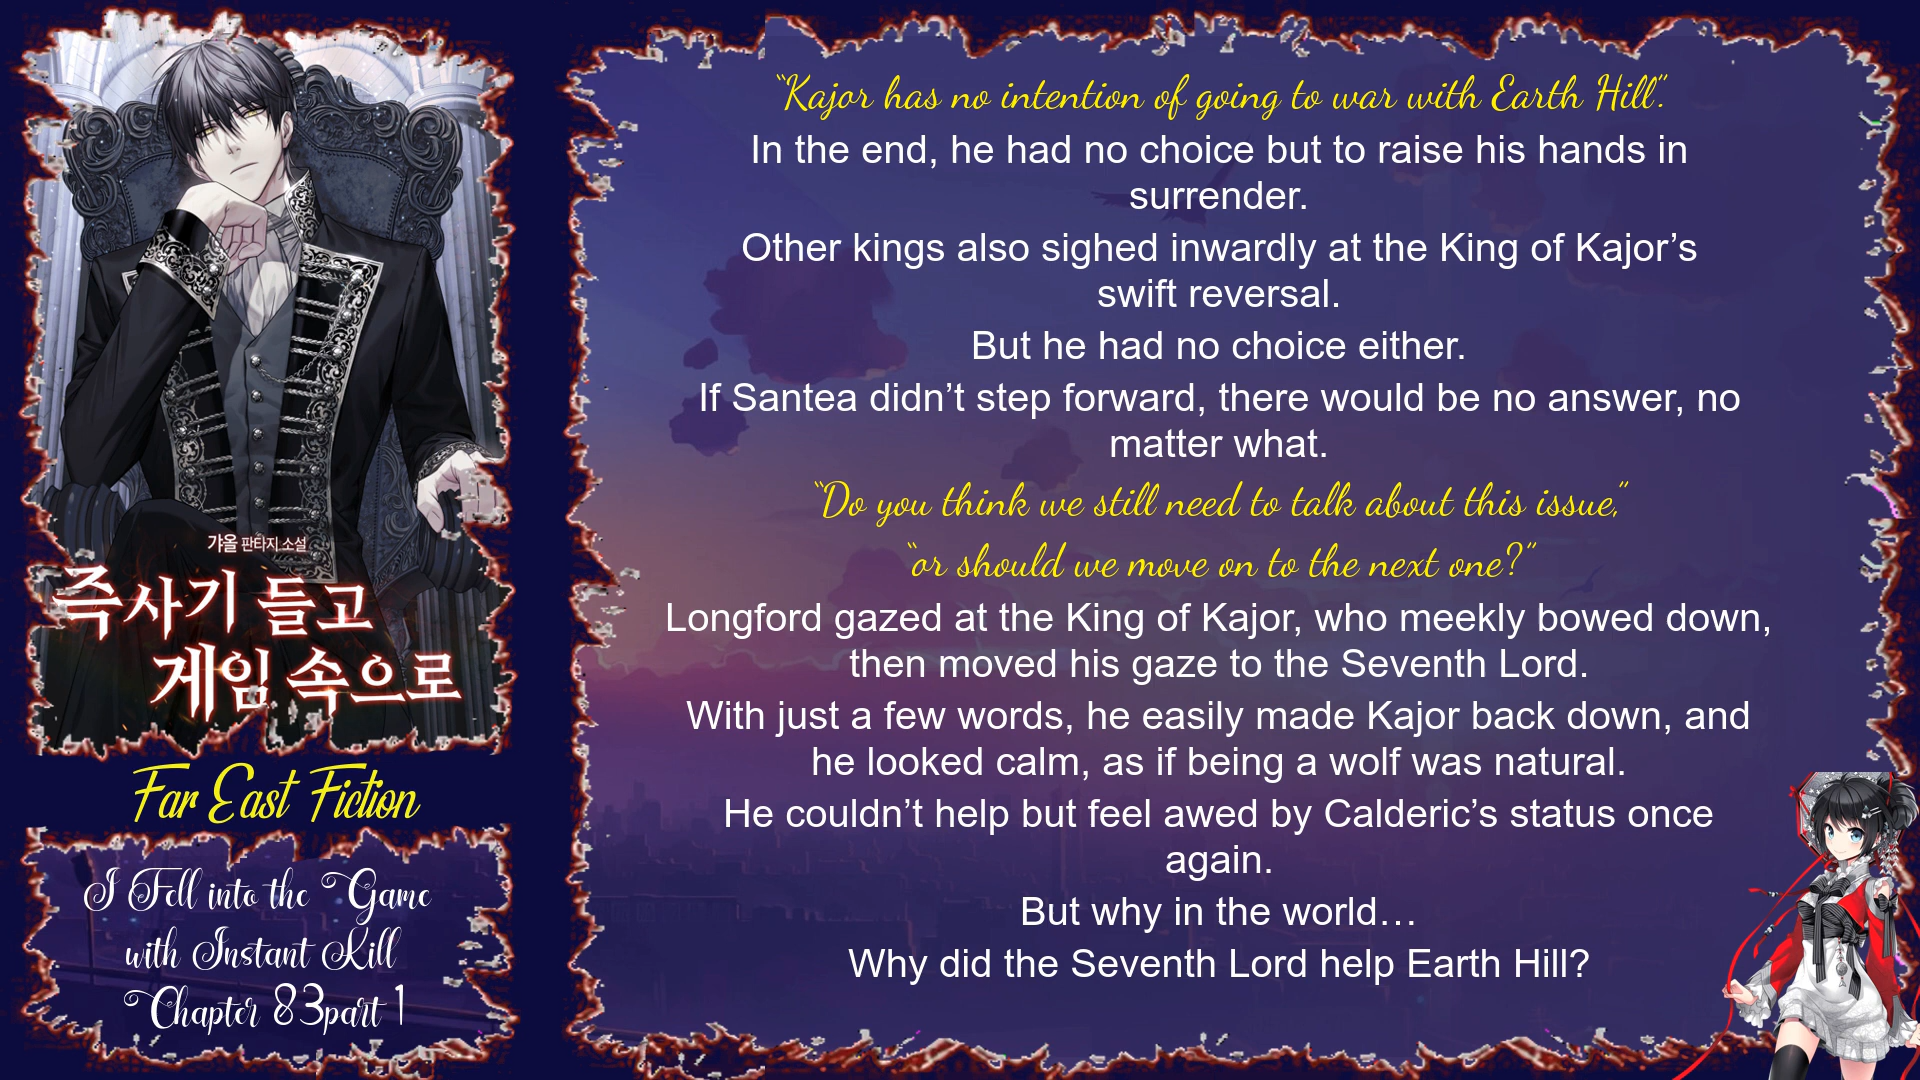 갸울 판타지 소설
즉사기 들고
게임 속으로
Far East Fiction
I Fell into the Game
with Instant Kill
Chapter 83part 1
“Kajor has no intention of going to war with Earth Hill”.
In the end, he had no choice but to raise his hands in
surrender.
Other kings also sighed inwardly at the King of Kajor’s
swift reversal.
But he had no choice either.
If Santea didn’t step forward, there would be no answer, no
matter what.
“Do you think we still need to talk about this issue,”
“or should we move on to the next one?”
Longford gazed at the King of Kajor, who meekly bowed down,
then moved his gaze to the Seventh Lord.
With just a few words, he easily made Kajor back down, and
he looked calm, as if being a wolf was natural.
He couldn’t help but feel awed by Calderic’s status once
again.
But why in the world…
Why did the Seventh Lord help Earth Hill?